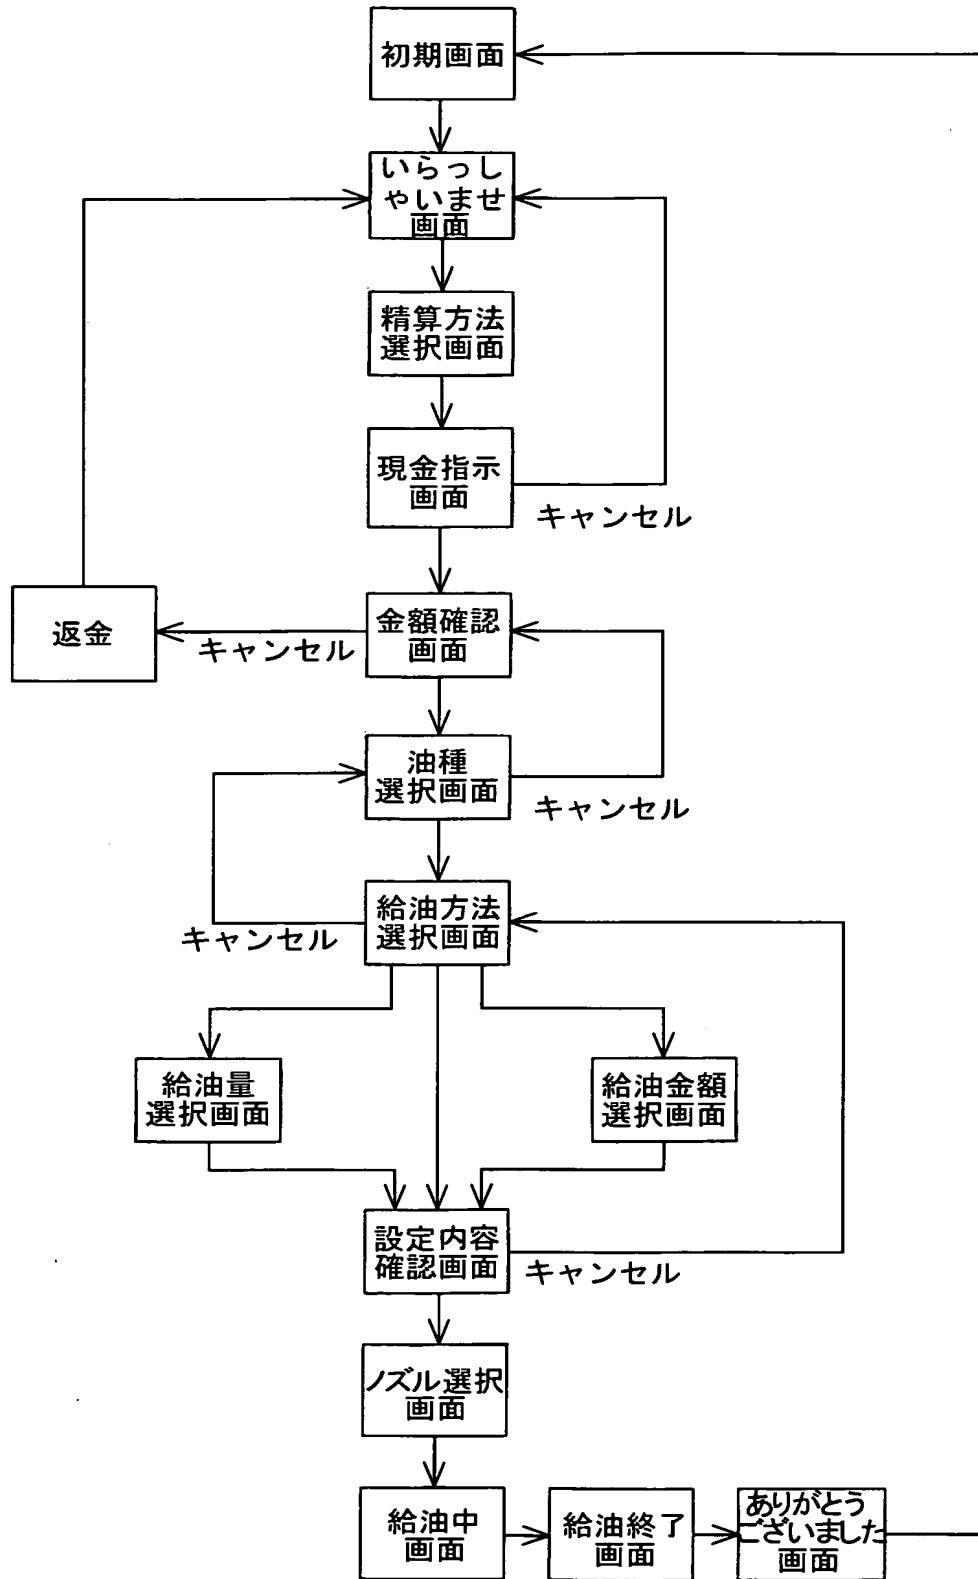 初期画面
いらっし
ゃいませ
画面
精算方法
選択画面
現金指示
画面
キャンセル
金額確認
画面
返金
キャンセル
油種
選択画面
キャンセル
給油方法
選択画面
キャンセル
給油量
選択画面
給油金額
選択画面
設定内容
確認画面
キャンセル
ノズル選択
画面
給油中
画面
給油終了
画面
ありがとう
ございました
画面